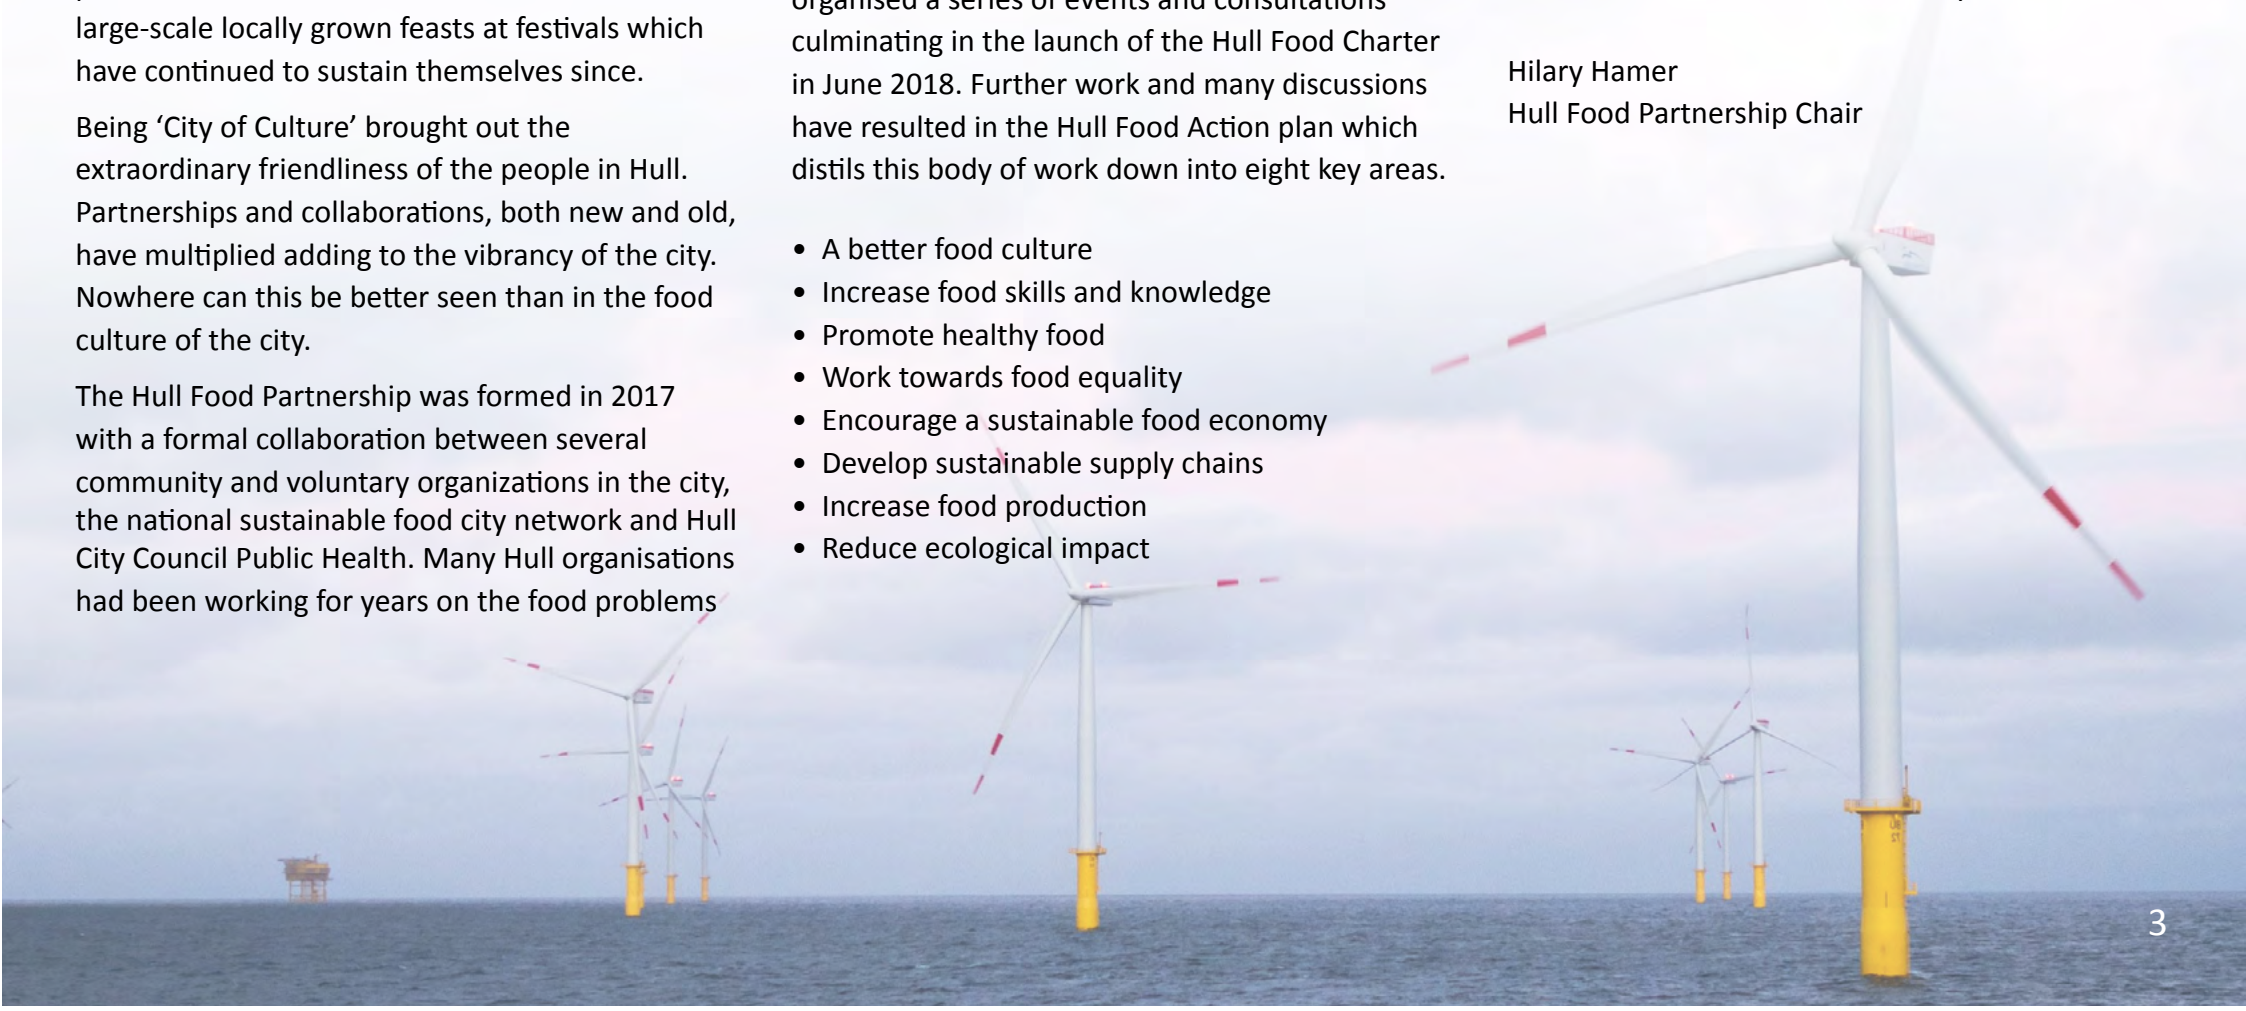 large-scale locally grown feasts at festivals which
have continued to sustain themselves since.
Being ‘City of Culture’ brought out the
extraordinary friendliness of the people in Hull.
Partnerships and collaborations, both new and old,
have multiplied adding to the vibrancy of the city.
Nowhere can this be better seen than in the food
culture of the city.
The Hull Food Partnership was formed in 2017
with a formal collaboration between several
community and voluntary organizations in the city,
the national sustainable food city network and Hull
City Council Public Health. Many Hull organisations
had been working for years on the food problems
organised a series of events and consultations
culminating in the launch of the Hull Food Charter
in June 2018. Further work and many discussions
have resulted in the Hull Food Action plan which
distils this body of work down into eight key areas.
• A better food culture
• Increase food skills and knowledge
• Promote healthy food
• Work towards food equality
• Encourage a sustainable food economy
• Develop sustainable supply chains
• Increase food production
• Reduce ecological impact
Hilary Hamer
Hull Food Partnership Chair
3